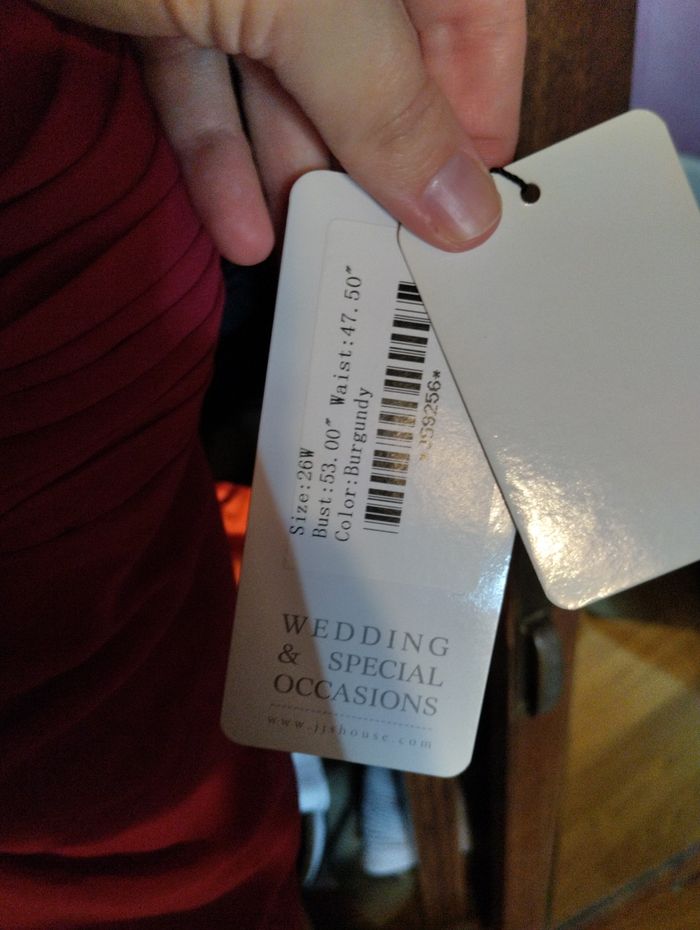 Size:26W
Bust:53.00″ Waist:47.50″
Color:Burgundy
WEDDING
& SPECIAL
OCCASIONS
www.jjshouse.com